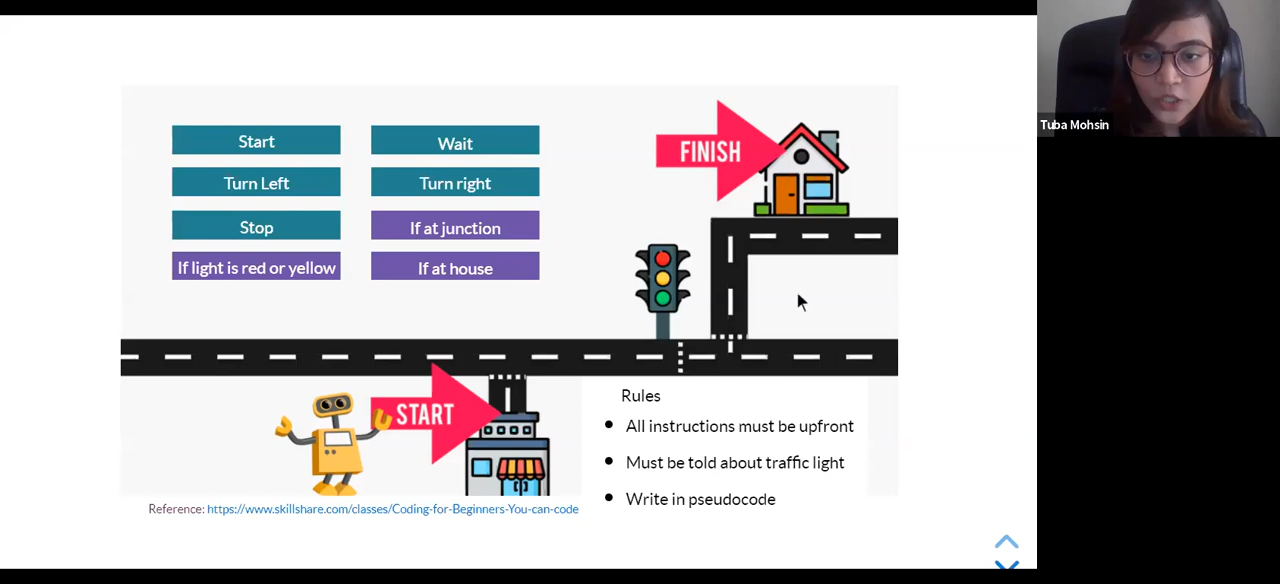 Start
Wait
Turn Left
Turn right
Stop
If at junction
If light is red or yellow
If at house
FINISH
START
Rules
All instructions must be upfront
Must be told about traffic light
Write in pseudocode
Reference: https://www.skillshare.com/classes/Coding-for-Beginners-You-can-code
Tuba Mohsin